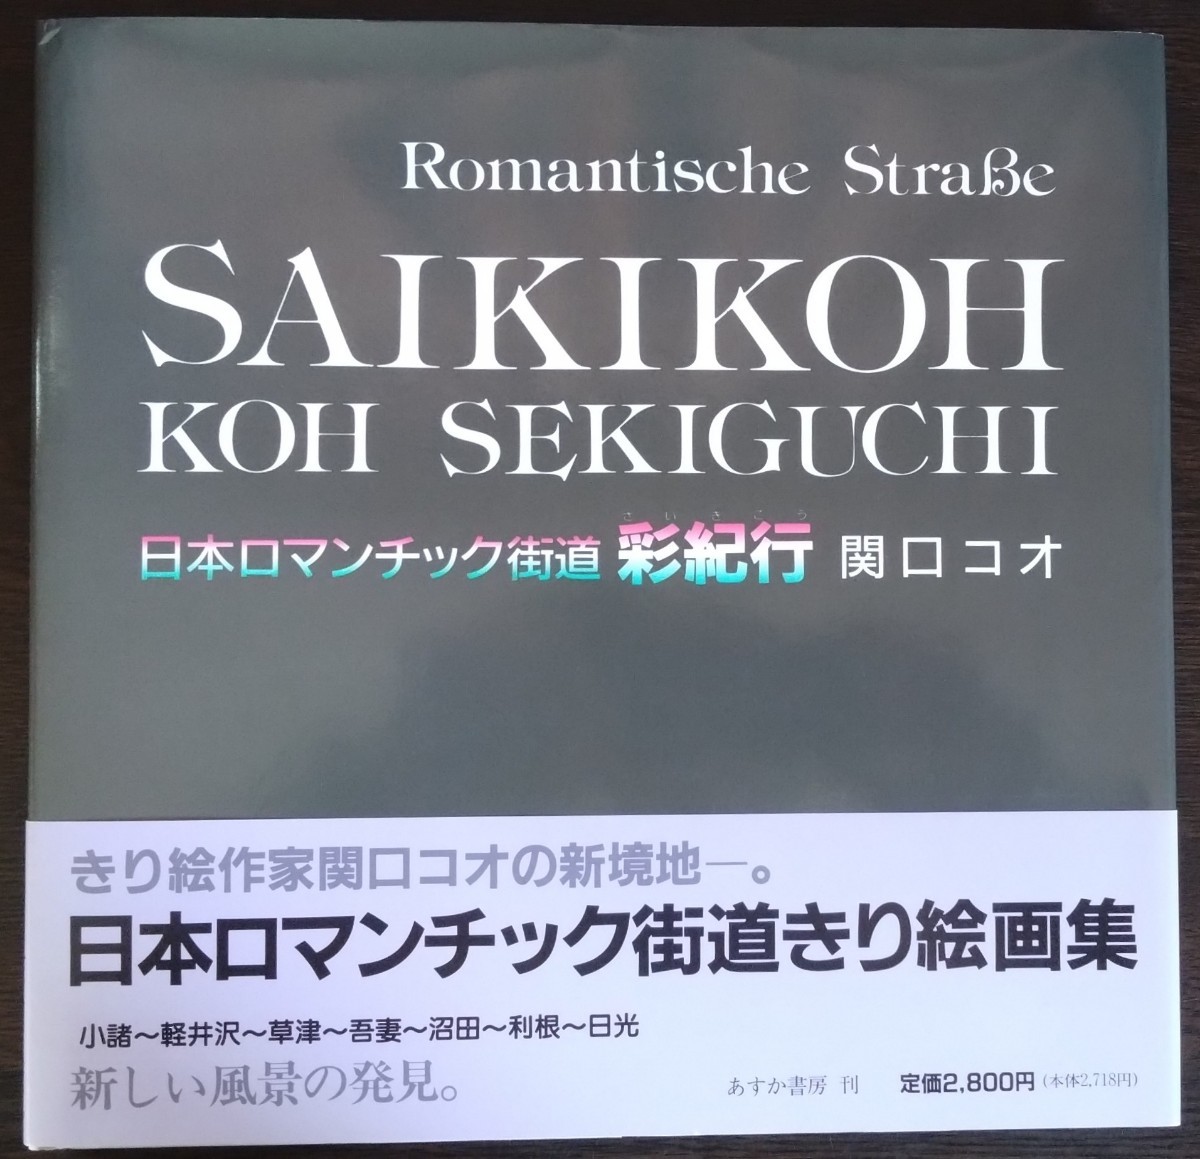 Romantische Straße
SAIKIKOH
KOH SEKIGUCHI
さいきこう
日本ロマンチック街道 彩紀行 関口コオ
きり絵作家関口コオの新境地―。
日本ロマンチック街道きり絵画集
小諸～軽井沢～草津～吾妻～沼田～利根～日光
新しい風景の発見。
あすか書房 刊 定価2,800円(本体2,718円)